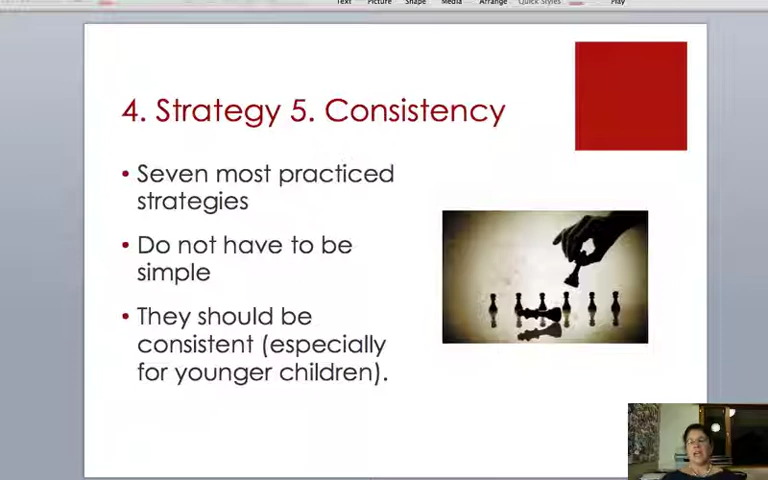 Text Picture Shape Media Arrange Quick Styles Play
4. Strategy 5. Consistency
• Seven most practiced
strategies
• Do not have to be
simple
• They should be
consistent (especially
for younger children).